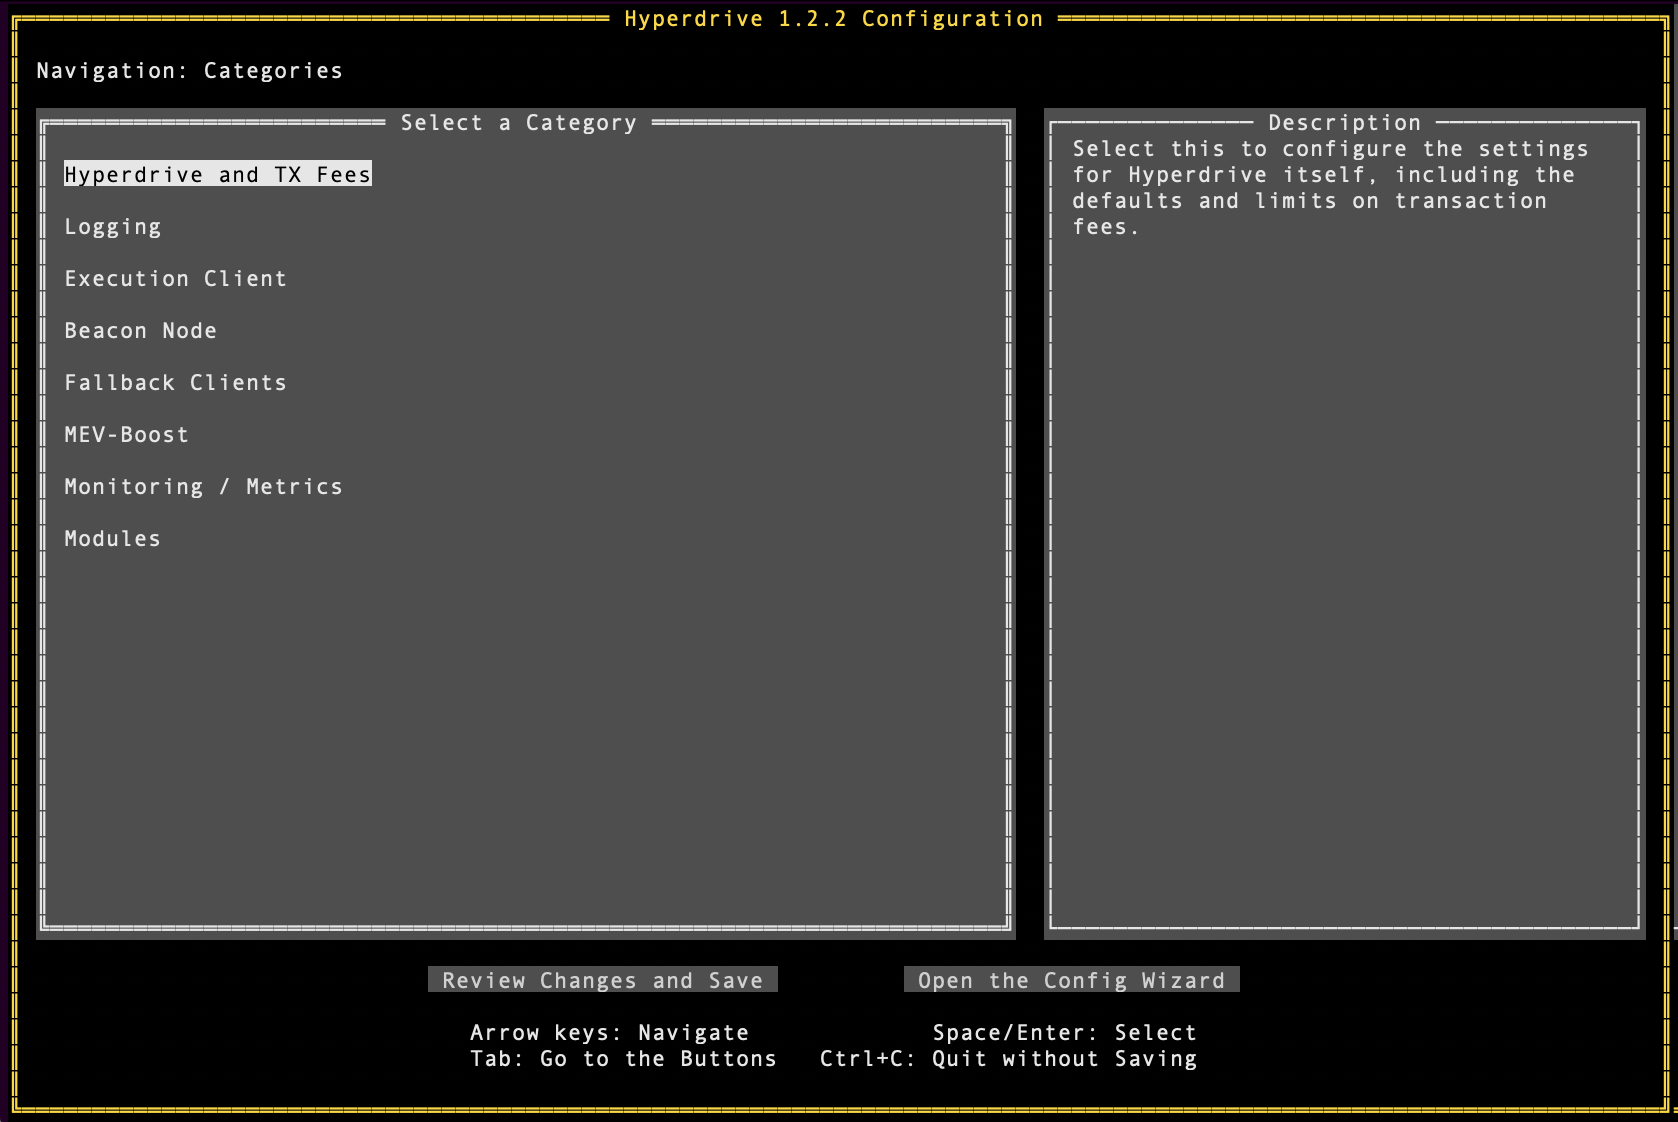 Hyperdrive 1.2.2 Configuration
Navigation: Categories
Select a Category
Hyperdrive and TX Fees
Logging
Execution Client
Beacon Node
Fallback Clients
MEV-Boost
Monitoring / Metrics
Modules
Description
Select this to configure the settings
for Hyperdrive itself, including the
defaults and limits on transaction
fees.
Review Changes and Save
Open the Config Wizard
Arrow keys: Navigate Space/Enter: Select
Tab: Go to the Buttons Ctrl+C: Quit without Saving